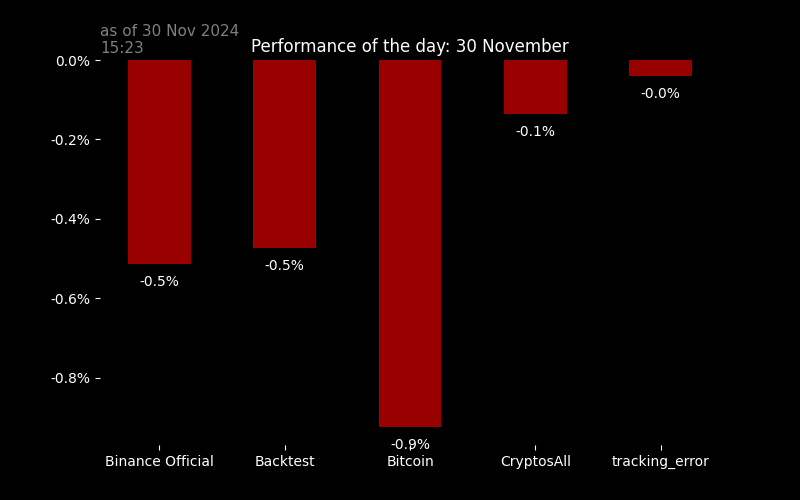 as of 30 Nov 2024
15:23
Performance of the day: 30 November
0.0%
-0.2%
-0.4%
-0.6%
-0.8%
-0.5%
-0.5%
-0.9%
-0.1%
-0.0%
Binance Official
Backtest
Bitcoin
CryptosAll
tracking_error